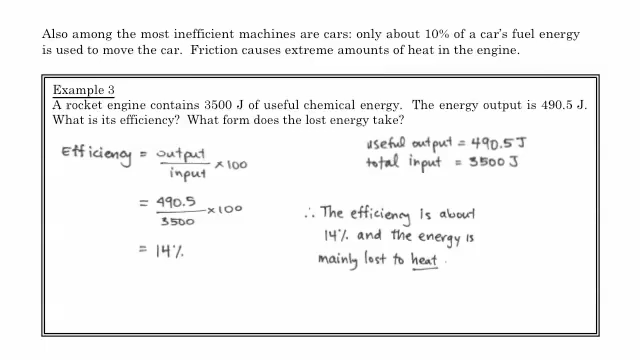 Also among the most inefficient machines are cars: only about 10% of a car's fuel energy
is used to move the car. Friction causes extreme amounts of heat in the engine.
Example 3
A rocket engine contains 3500 J of useful chemical energy. The energy output is 490.5 J.
What is its efficiency? What form does the lost energy take?
Efficiency = output / input × 100
useful output = 490.5 J
total input = 3500 J
= 490.5 / 3500 × 100
= 14%
∴ The efficiency is about
14% and the energy is
mainly lost to heat.